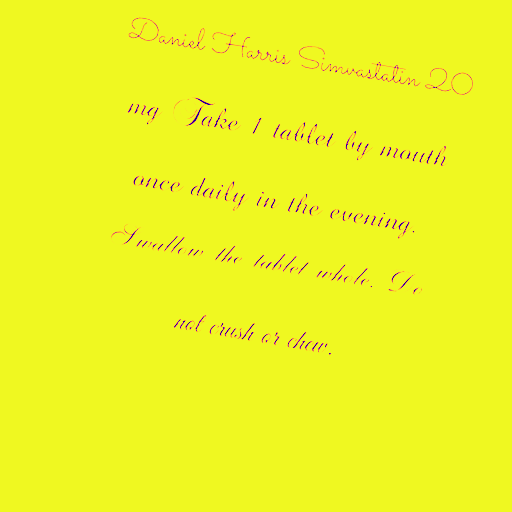 Daniel Harris Simvastatin 20
mg Take 1 tablet by mouth
once daily in the evening.
Swallow the tablet whole. Do
not crush or chew.